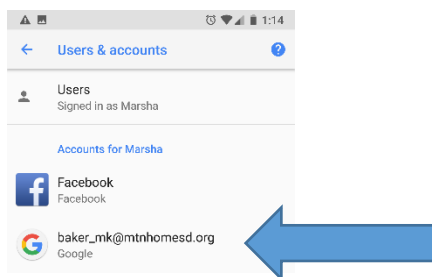 1:14
Users & accounts
?
Users
Signed in as Marsha
Accounts for Marsha
f
Facebook
Facebook
G
baker_mk@mtnhomesd.org
Google